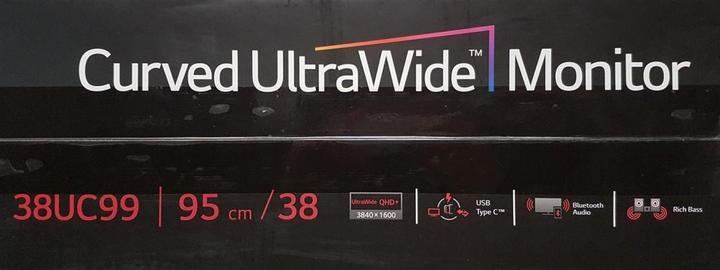 Curved UltraWide™ Monitor
38UC99 | 95 cm / 38
UltraWide QHD+
3840×1600
USB
Type C™
Bluetooth
Audio
Rich Bass